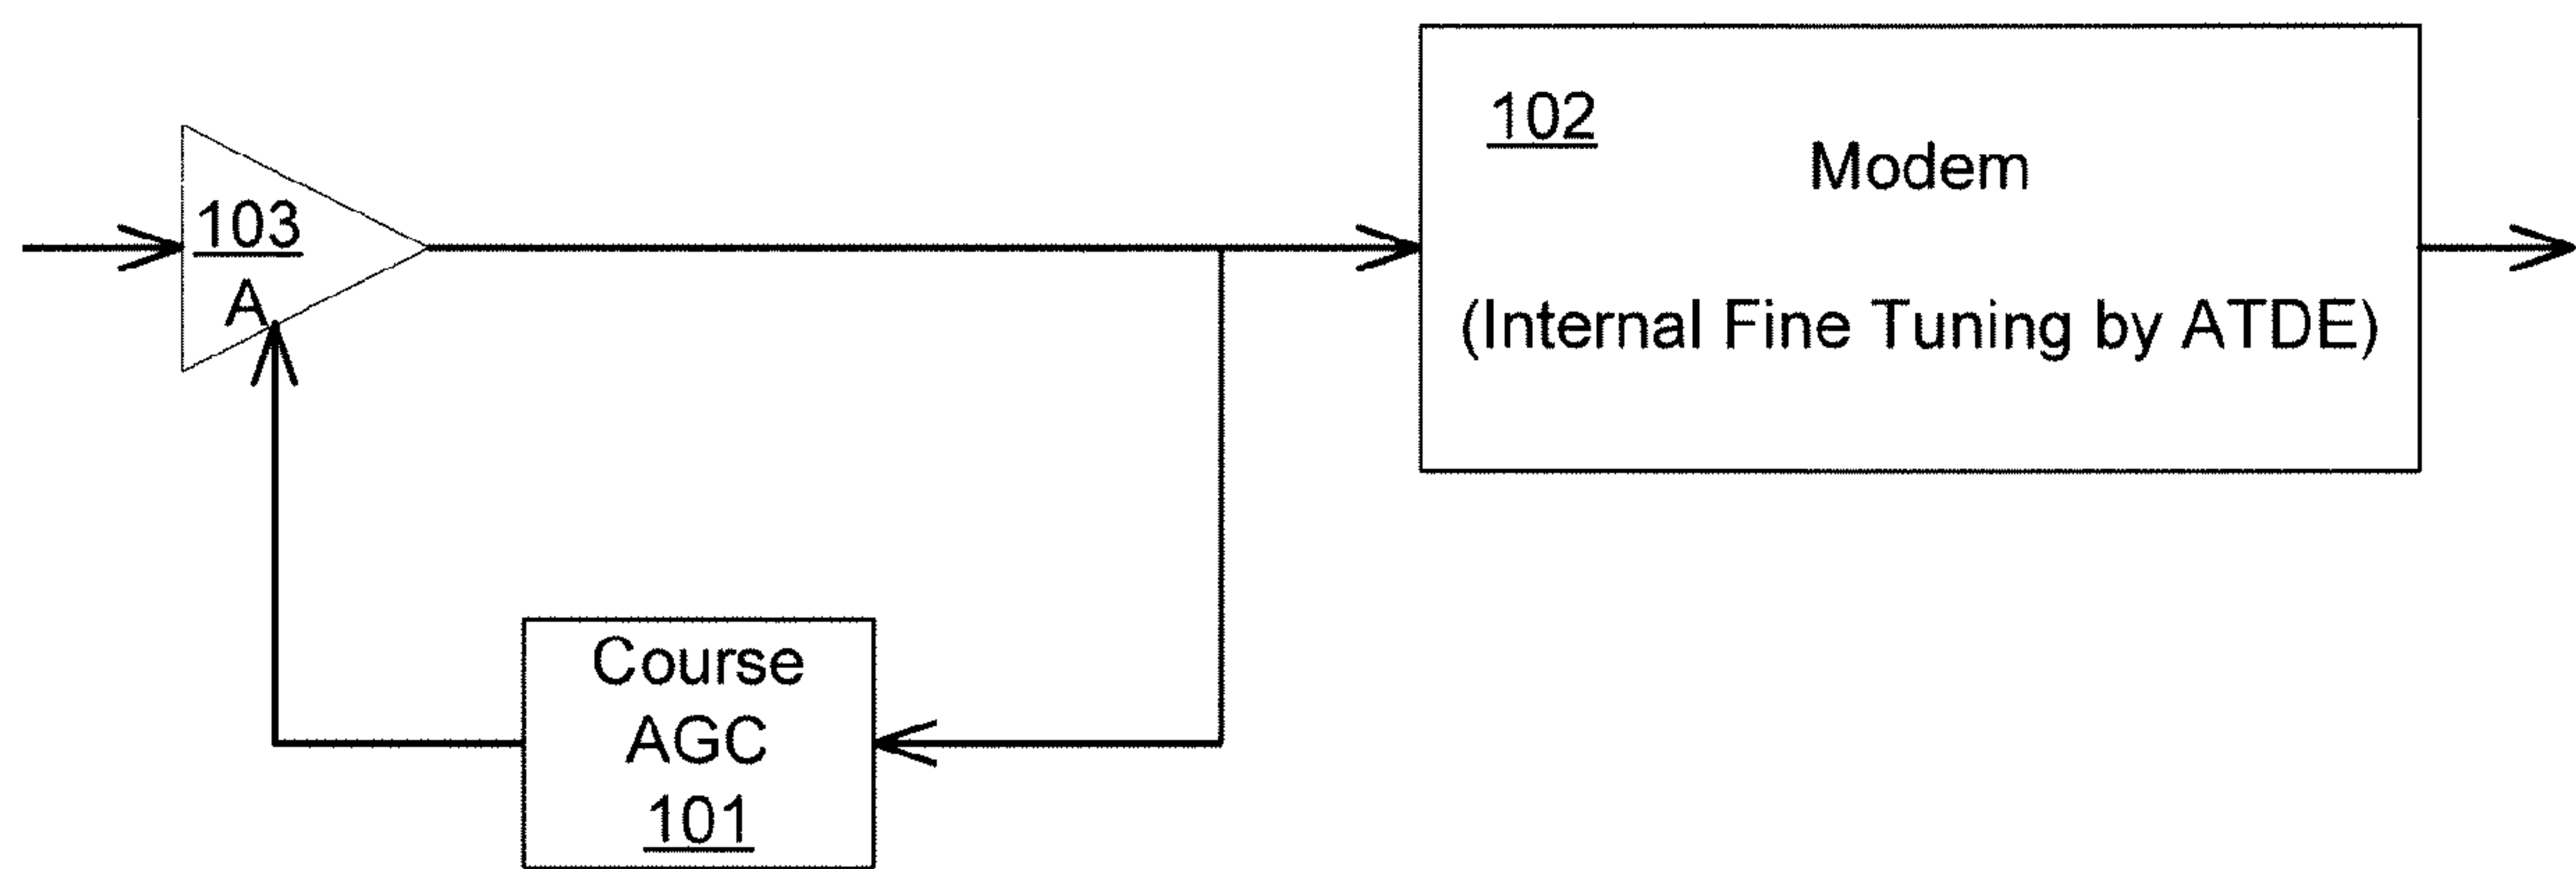 102
Modem
103
A
(Internal Fine Tuning by ATDE)
Course
AGC
101